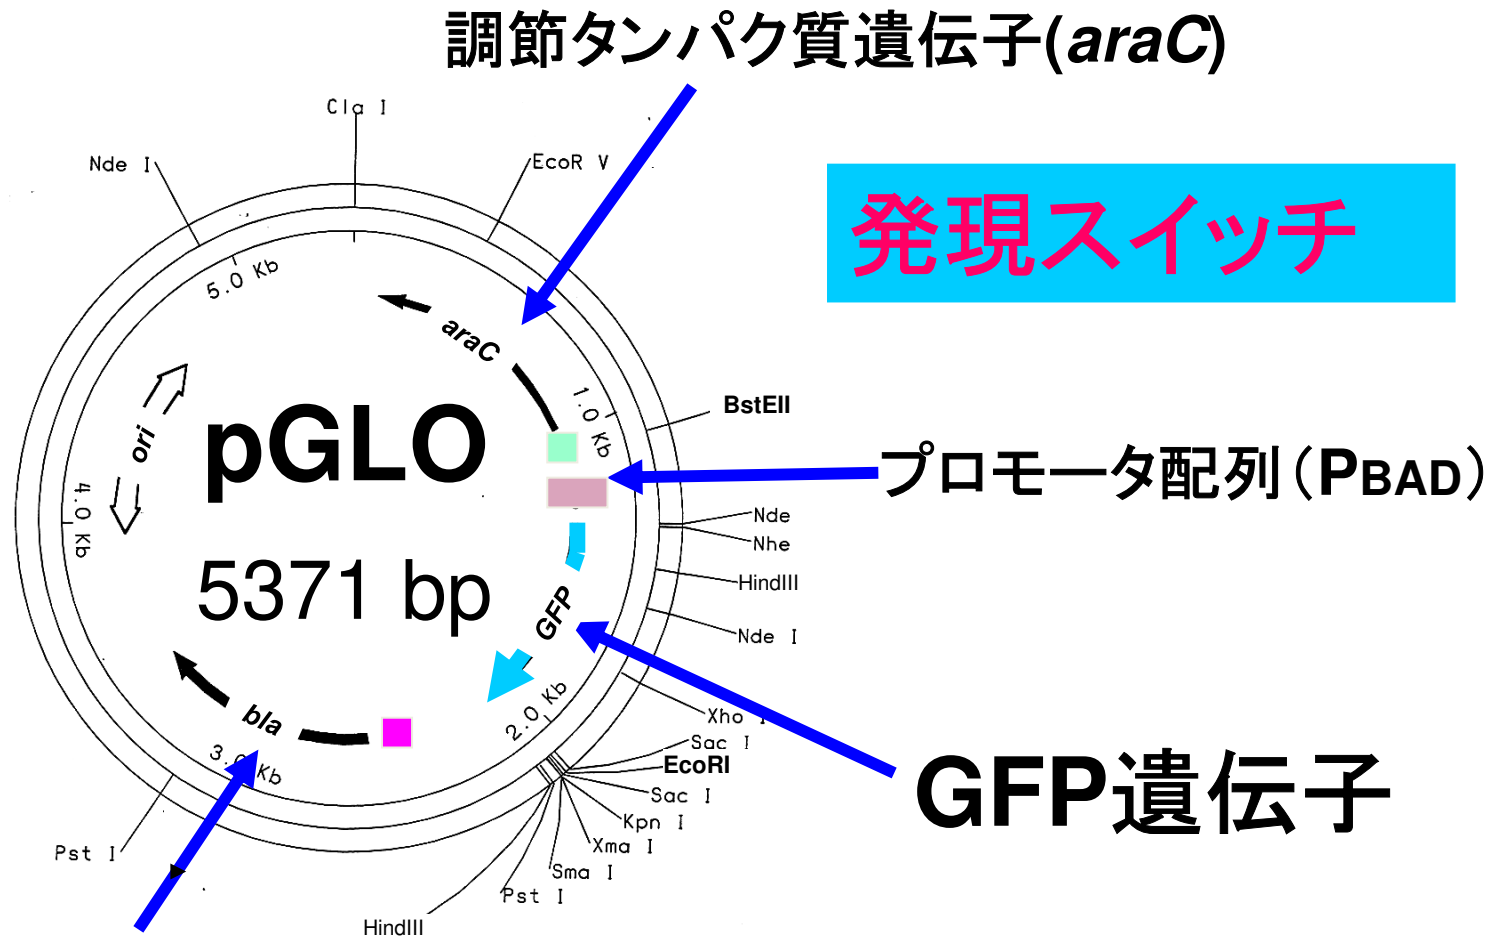 調節タンパク質遺伝子(araC)
Cla I
Nde I
EcoR V
発現スイッチ
5.0 Kb
araC
1.0 Kb
BstEII
ori
pGLO
プロモータ配列（PBAD）
4.0 Kb
Nde
Nhe
5371 bp
HindIII
GFP
Nde I
2.0 Kb
Xho I
bla
Sac I
3.0 Kb
EcoRI
GFP遺伝子
Sac I
Kpn I
Xma I
Pst I
Sma I
Pst I
HindIII